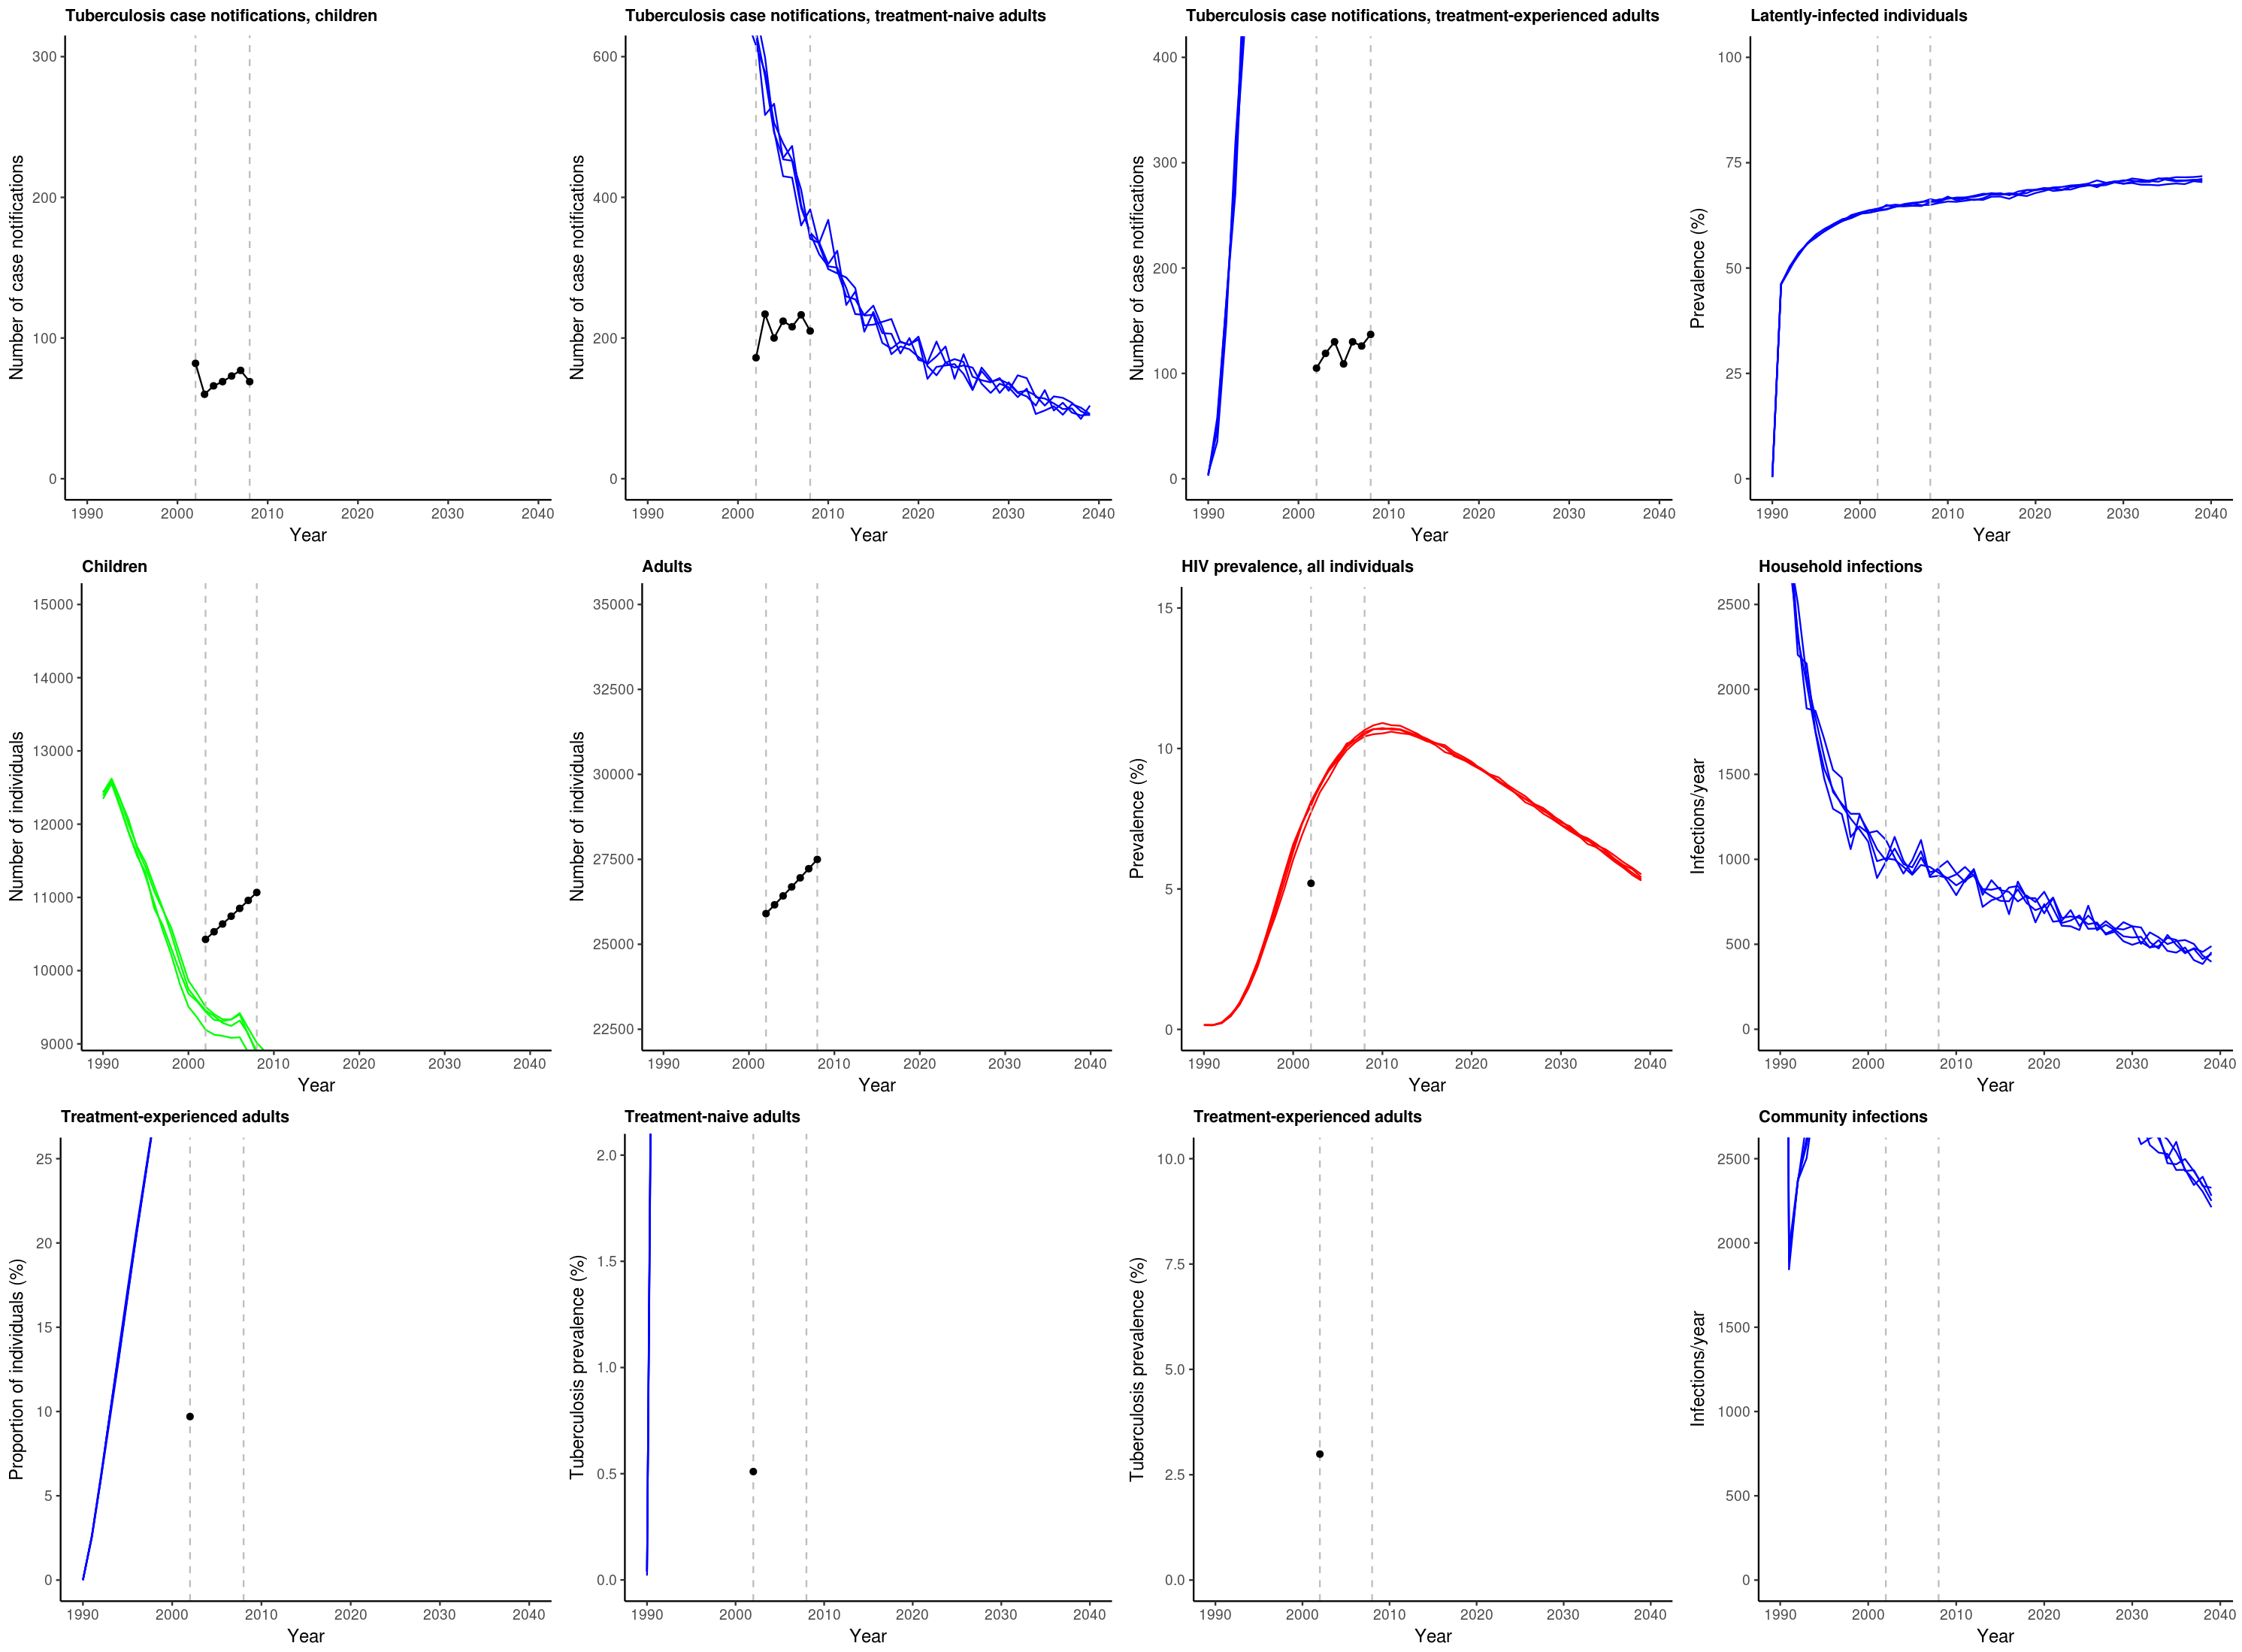 Tuberculosis case notifications, children
Number of case notifications
300
200
100
0
1990 2000 2010 2020 2030 2040
Year
Tuberculosis case notifications, treatment-naive adults
Number of case notifications
600
400
200
0
1990 2000 2010 2020 2030 2040
Year
Tuberculosis case notifications, treatment-experienced adults
Number of case notifications
400
300
200
100
0
1990 2000 2010 2020 2030 2040
Year
Latently-infected individuals
Prevalence (%)
100
75
50
25
0
1990 2000 2010 2020 2030 2040
Year
Children
Number of individuals
15000
14000
13000
12000
11000
10000
9000
1990 2000 2010 2020 2030 2040
Year
Adults
Number of individuals
35000
32500
30000
27500
25000
22500
1990 2000 2010 2020 2030 2040
Year
HIV prevalence, all individuals
Prevalence (%)
15
10
5
0
1990 2000 2010 2020 2030 2040
Year
Household infections
Infections/year
2500
2000
1500
1000
500
0
1990 2000 2010 2020 2030 2040
Year
Treatment-experienced adults
Proportion of individuals (%)
25
20
15
10
5
0
1990 2000 2010 2020 2030 2040
Year
Treatment-naive adults
Tuberculosis prevalence (%)
2.0
1.5
1.0
0.5
0.0
1990 2000 2010 2020 2030 2040
Year
Treatment-experienced adults
Tuberculosis prevalence (%)
10.0
7.5
5.0
2.5
0.0
1990 2000 2010 2020 2030 2040
Year
Community infections
Infections/year
2500
2000
1500
1000
500
0
1990 2000 2010 2020 2030 2040
Year